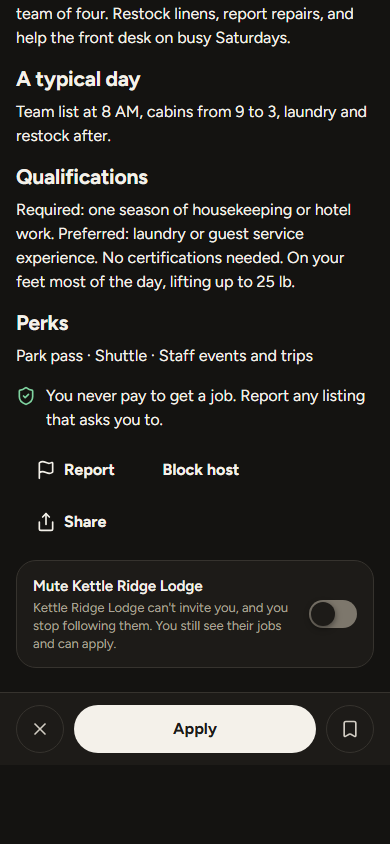 team of four. Restock linens, report repairs, and
help the front desk on busy Saturdays.
A typical day
Team list at 8 AM, cabins from 9 to 3, laundry and
restock after.
Qualifications
Required: one season of housekeeping or hotel
work. Preferred: laundry or guest service
experience. No certifications needed. On your
feet most of the day, lifting up to 25 lb.
Perks
Park pass · Shuttle · Staff events and trips
You never pay to get a job. Report any listing
that asks you to.
Report
Block host
Share
Mute Kettle Ridge Lodge
Kettle Ridge Lodge can't invite you, and you
stop following them. You still see their jobs
and can apply.
Apply